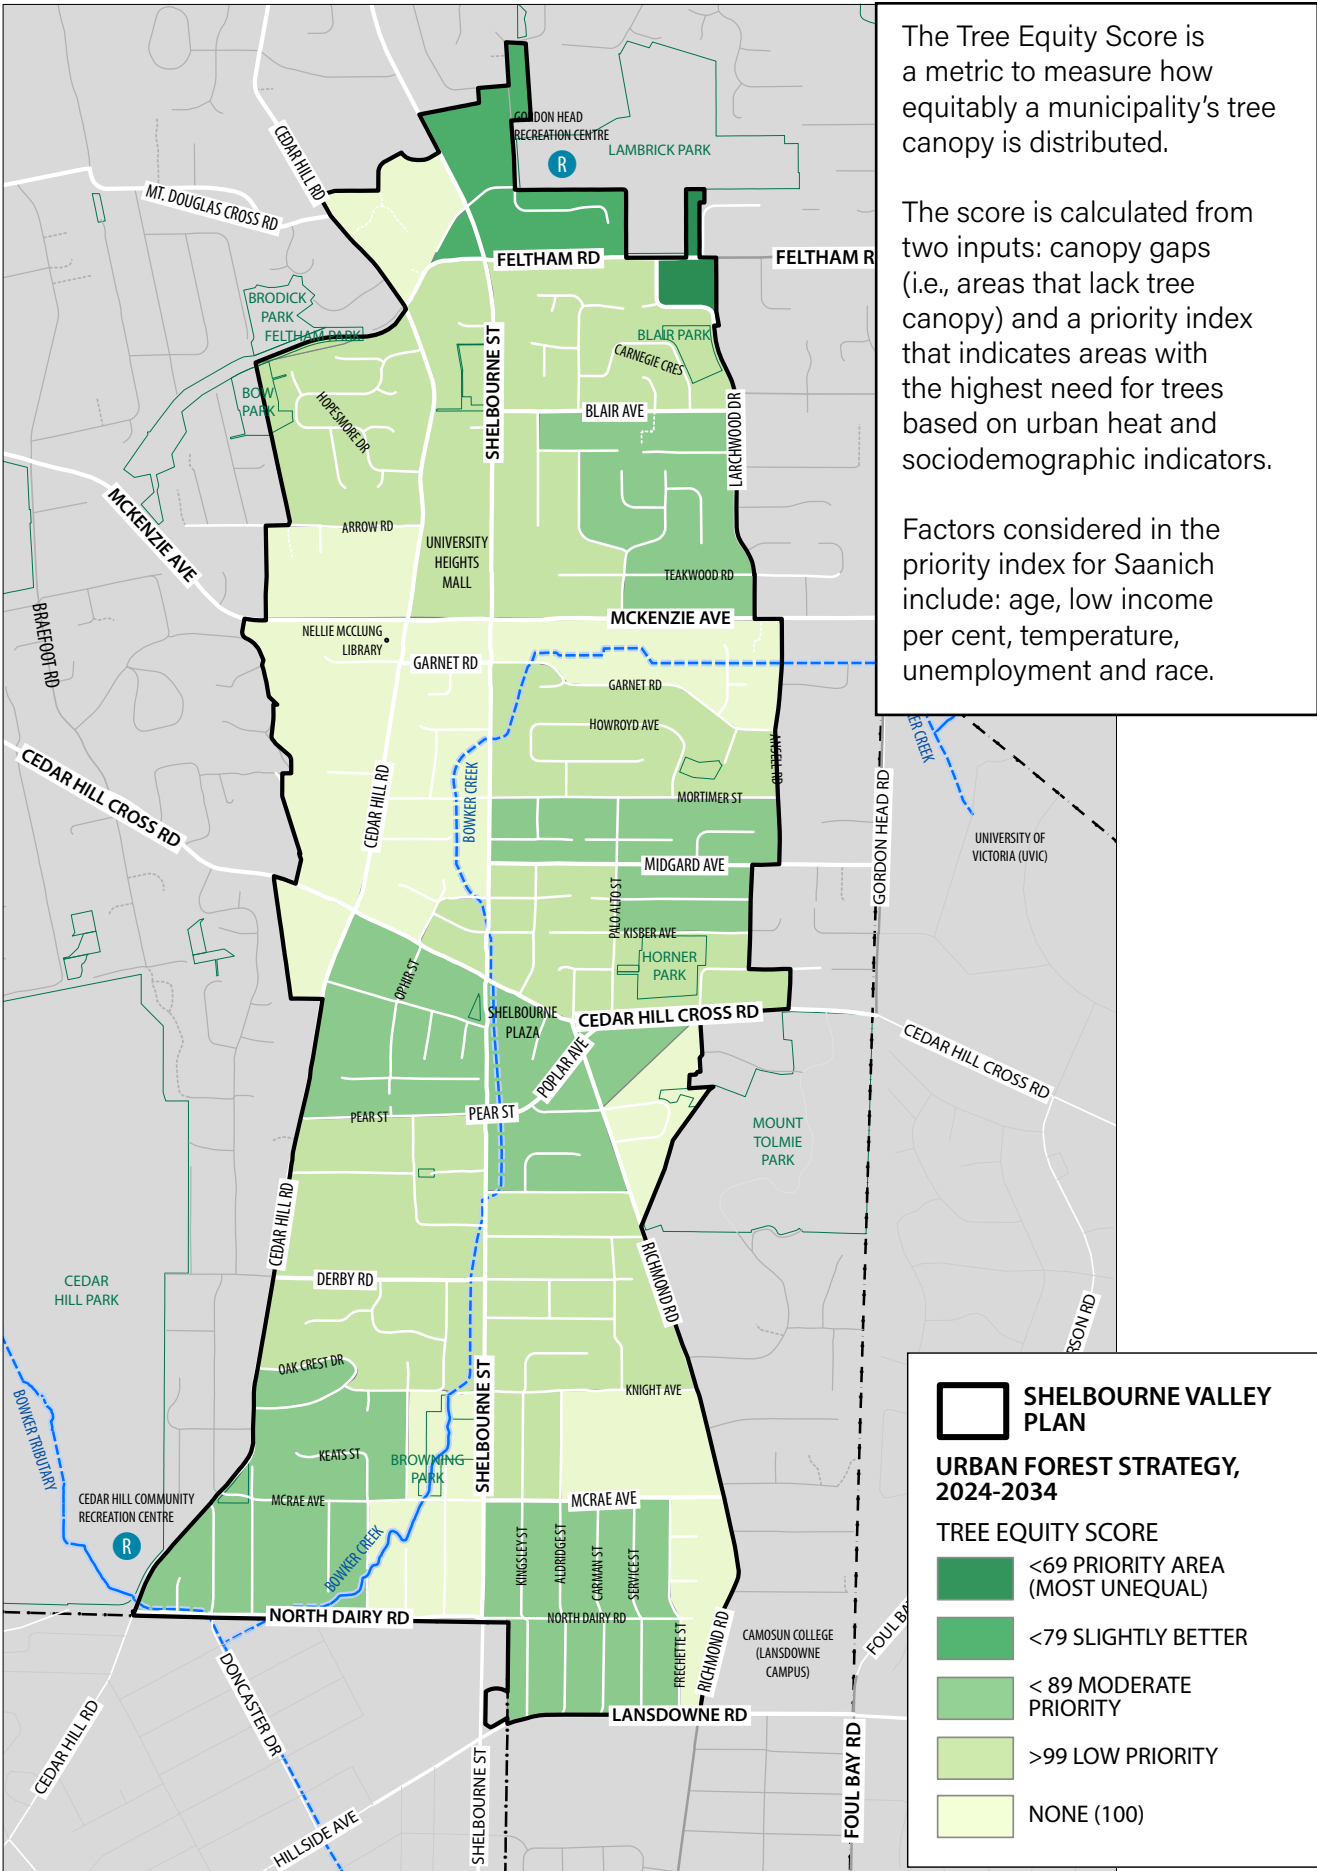 The Tree Equity Score is
a metric to measure how
equitably a municipality's tree
canopy is distributed.
The score is calculated from
two inputs: canopy gaps
(i.e., areas that lack tree
canopy) and a priority index
that indicates areas with
the highest need for trees
based on urban heat and
sociodemographic indicators.
Factors considered in the
priority index for Saanich
include: age, low income
per cent, temperature,
unemployment and race.
GORDON HEAD
RECREATION CENTRE
R
LAMBRICK PARK
CEDAR HILL RD
MT. DOUGLAS CROSS RD
FELTHAM RD
FELTHAM R
BRODICK
PARK
FELTHAM PARK
BLAIR PARK
CARNEGIE CRES
SHELBOURNE ST
BOW
PARK
HOPESMORE DR
BLAIR AVE
LARCHWOOD DR
MCKENZIE AVE
ARROW RD
UNIVERSITY
HEIGHTS
MALL
TEAKWOOD RD
MCKENZIE AVE
BRAEFOOT RD
NELLIE MCCLUNG
LIBRARY
GARNET RD
GARNET RD
HOWROYD AVE
ANSELL RD
ER CREEK
CEDAR HILL CROSS RD
CEDAR HILL RD
BOWKER CREEK
MORTIMER ST
GORDON HEAD RD
UNIVERSITY OF
VICTORIA (UVIC)
MIDGARD AVE
PALO ALTO ST
KISBER AVE
HORNER
PARK
OPHIR ST
SHELBOURNE
PLAZA
CEDAR HILL CROSS RD
CEDAR HILL CROSS RD
POPLAR AVE
PEAR ST
PEAR ST
MOUNT
TOLMIE
PARK
CEDAR HILL RD
RICHMOND RD
CEDAR
HILL PARK
DERBY RD
RSON RD
OAK CREST DR
KNIGHT AVE
SHELBOURNE ST
BOWKER TRIBUTARY
KEATS ST
BROWNING
PARK
CEDAR HILL COMMUNITY
RECREATION CENTRE
R
MCRAE AVE
MCRAE AVE
BOWKER CREEK
KINGSLEY ST
ALDRIDGE ST
CARMAN ST
SERVICE ST
NORTH DAIRY RD
NORTH DAIRY RD
FRECHETTE ST
RICHMOND RD
CAMOSUN COLLEGE
(LANSDOWNE
CAMPUS)
FOUL BA
DONCASTER DR
LANSDOWNE RD
CEDAR HILL RD
HILLSIDE AVE
SHELBOURNE ST
FOUL BAY RD
SHELBOURNE VALLEY
PLAN
URBAN FOREST STRATEGY,
2024-2034
TREE EQUITY SCORE
<69 PRIORITY AREA
(MOST UNEQUAL)
<79 SLIGHTLY BETTER
< 89 MODERATE
PRIORITY
>99 LOW PRIORITY
NONE (100)